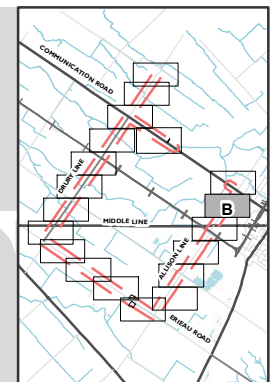 COMMUNICATION ROAD
DRURY LINE
B
MIDDLE LINE
ALLISON LINE
ERIEAU ROAD